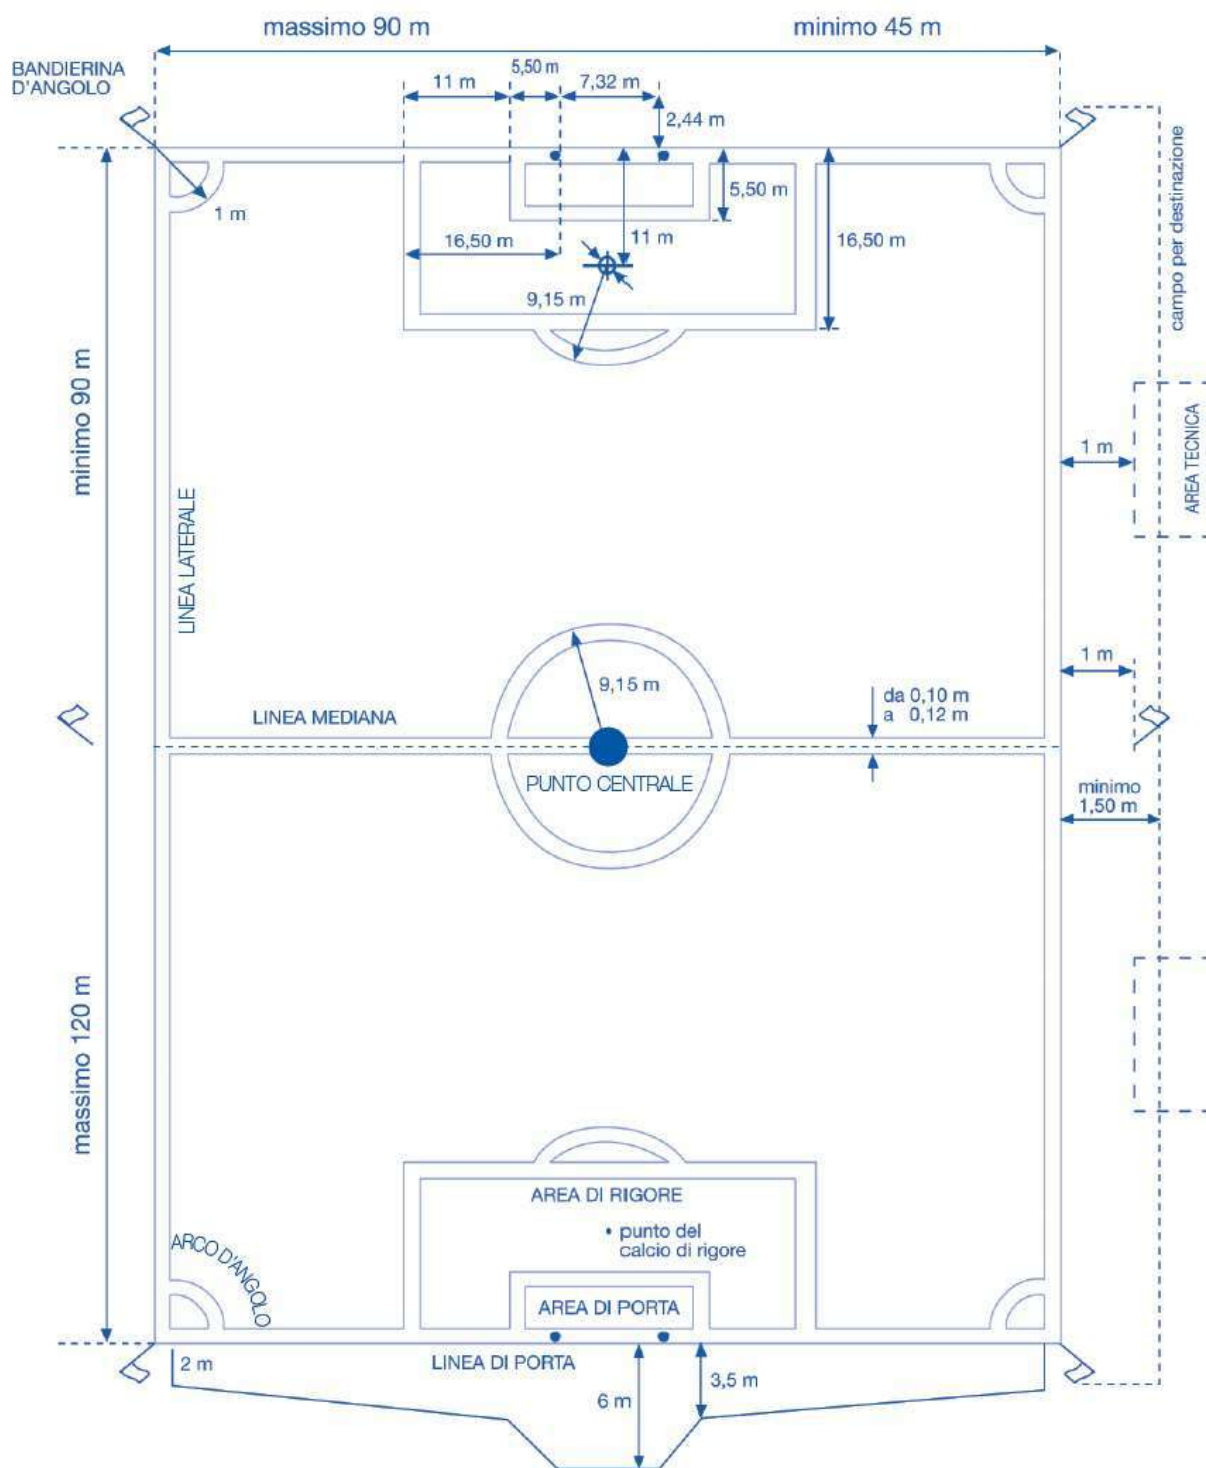 massimo 90 m
minimo 45 m
BANDIERINA
D'ANGOLO
5,50 m
11 m
7,32 m
2,44 m
1 m
5,50 m
16,50 m
11 m
16,50 m
9,15 m
campo per destinazione
minimo 90 m
LINEA LATERALE
1 m
AREA TECNICA
9,15 m
1 m
LINEA MEDIANA
da 0,10 m
a 0,12 m
PUNTO CENTRALE
minimo
1,50 m
massimo 120 m
AREA DI RIGORE
• punto del
calcio di rigore
ARCO D'ANGOLO
AREA DI PORTA
2 m
LINEA DI PORTA
6 m
3,5 m